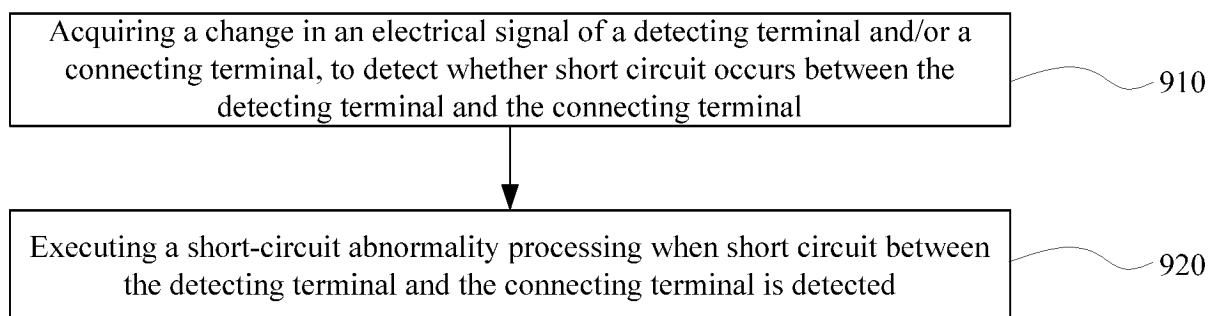 Acquiring a change in an electrical signal of a detecting terminal and/or a
connecting terminal, to detect whether short circuit occurs between the
detecting terminal and the connecting terminal
910
Executing a short-circuit abnormality processing when short circuit between
the detecting terminal and the connecting terminal is detected
920